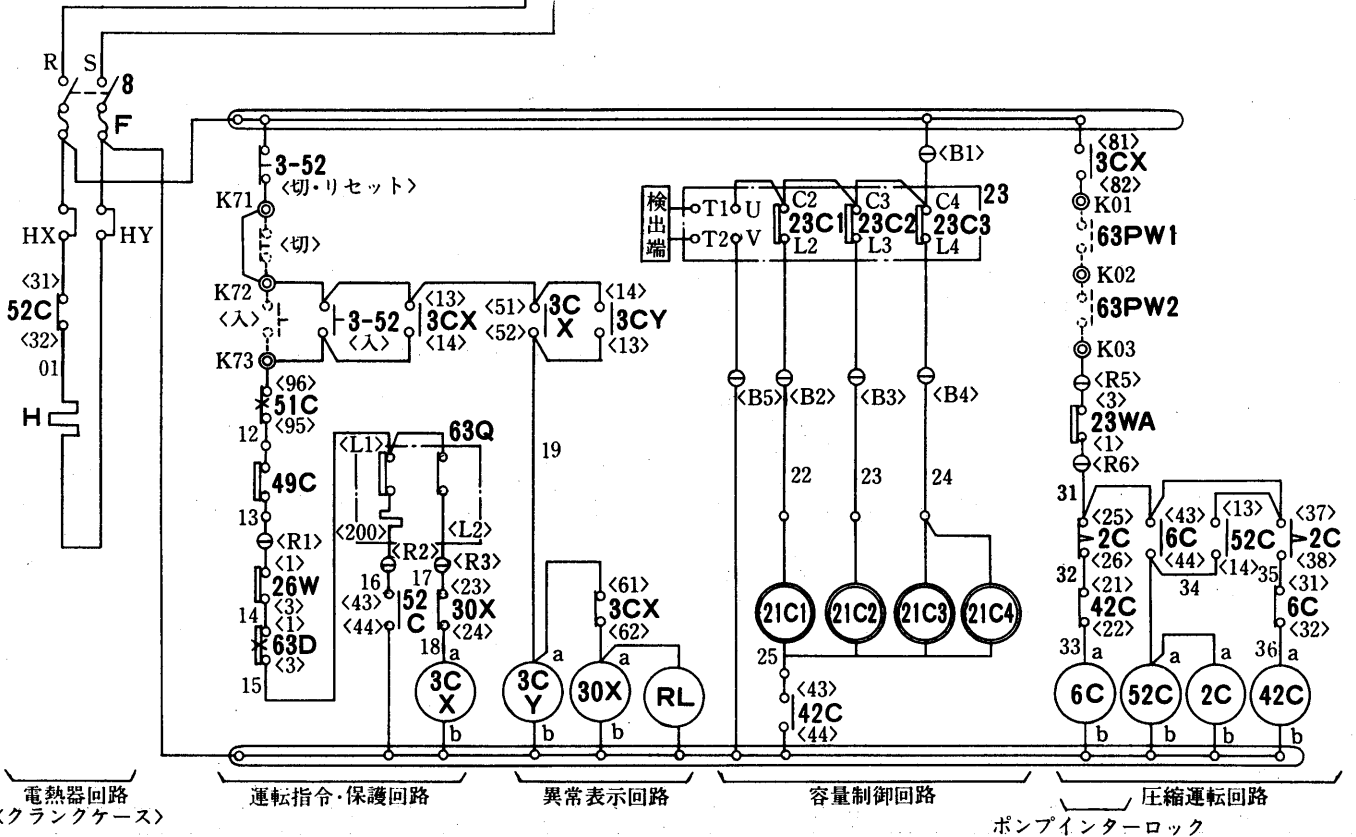 R S 8
F
HX HY
<31>
52C
<32>
01
H
3-52
<切・リセット>
K71
<切>
K72
<入>
3-52
<入>
<13>
3CX
<14>
<51>
<52>
3C
X
<14>
3CY
<13>
K73
<96>
51C
<95>
12
49C
13
<R1>
<1>
26W
<3>
14
<1>
63D
<3>
15
<L1>
63Q
<200>
<L2>
<R2>
<R3>
16
17
<43>
52
C
<44>
<23>
30X
<24>
18
a
3C
X
b
19
<61>
3CX
<62>
a
3C
Y
b
a
30X
b
RL
<B1>
検出端
T1 U
T2 V
C2
23C1
L2
C3
23C2
L3
C4
23C3
L4
23
<B5>
<B2>
<B3>
<B4>
22
23
24
21C1
21C2
21C3
21C4
25
<43>
42C
<44>
<81>
3CX
<82>
K01
63PW1
K02
63PW2
K03
<R5>
<3>
23WA
<1>
<R6>
31
<25>
2C
<26>
<43>
6C
<44>
<13>
52C
<14>
<37>
2C
<38>
32
34
35
<21>
42C
<22>
<31>
6C
<32>
33
36
a
6C
b
a
52C
b
a
2C
b
a
42C
b
電熱器回路
<クランクケース>
運転指令・保護回路
異常表示回路
容量制御回路
圧縮運転回路
ポンプインターロック